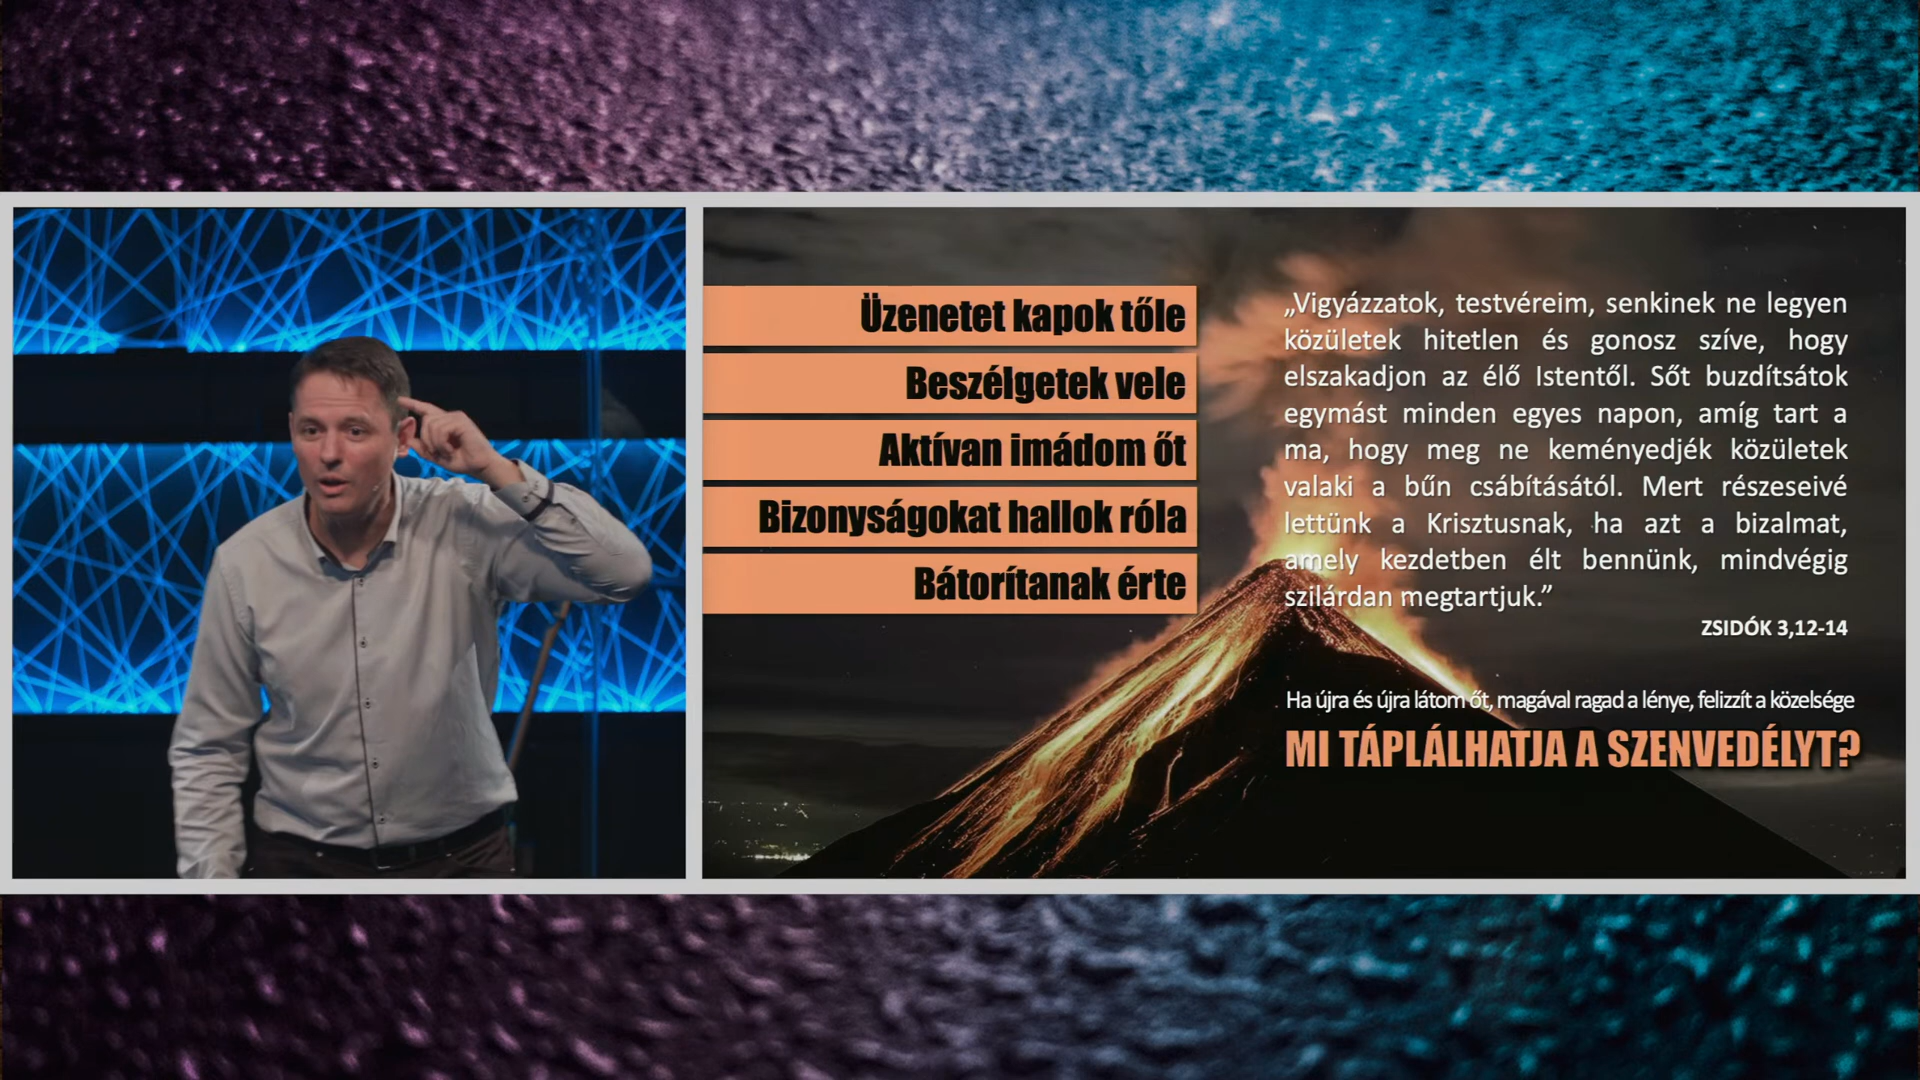 Üzenetet kapok tőle
Beszélgetek vele
Aktívan imádom őt
Bizonyságokat hallok róla
Bátorítanak érte
„Vigyázzatok, testvéreim, senkinek ne legyen
közületek hitetlen és gonosz szíve, hogy
elszakadjon az élő Istentől. Sőt buzdítsátok
egymást minden egyes napon, amíg tart a
ma, hogy meg ne keményedjék közületek
valaki a bűn csábításától. Mert részeseivé
lettünk a Krisztusnak, ha azt a bizalmat,
amely kezdetben élt bennünk, mindvégig
szilárdan megtartjuk.”
ZSIDÓK 3,12-14
Ha újra és újra látom őt, magával ragad a lénye, felizzít a közelsége
MI TÁPLÁLHATJA A SZENVEDÉLYT?